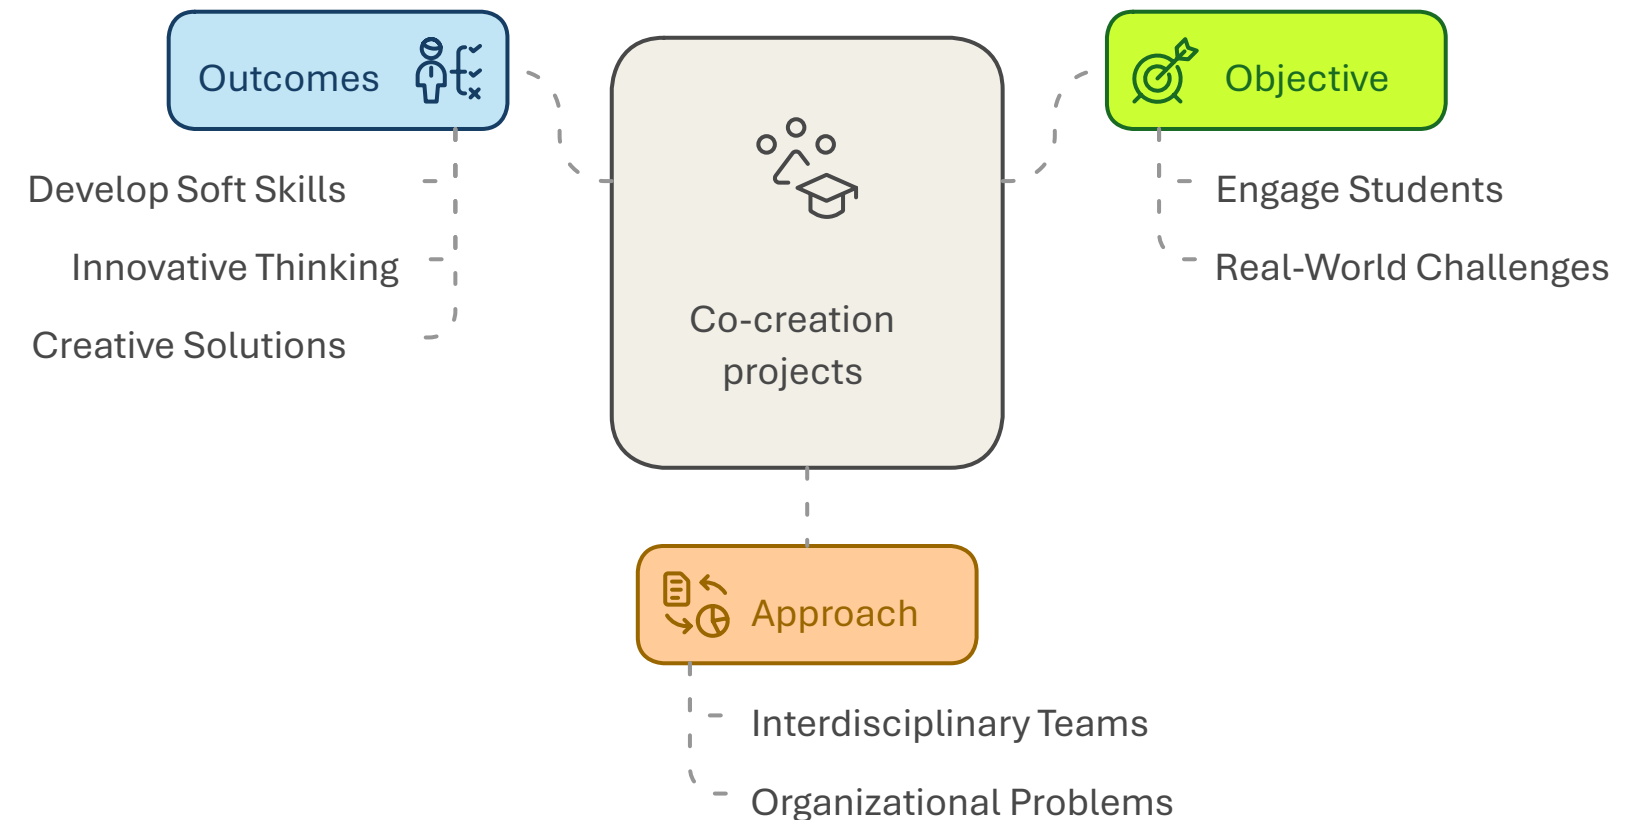 Outcomes
Develop Soft Skills
Innovative Thinking
Creative Solutions
Co-creation
projects
Objective
Engage Students
Real-World Challenges
Approach
Interdisciplinary Teams
Organizational Problems